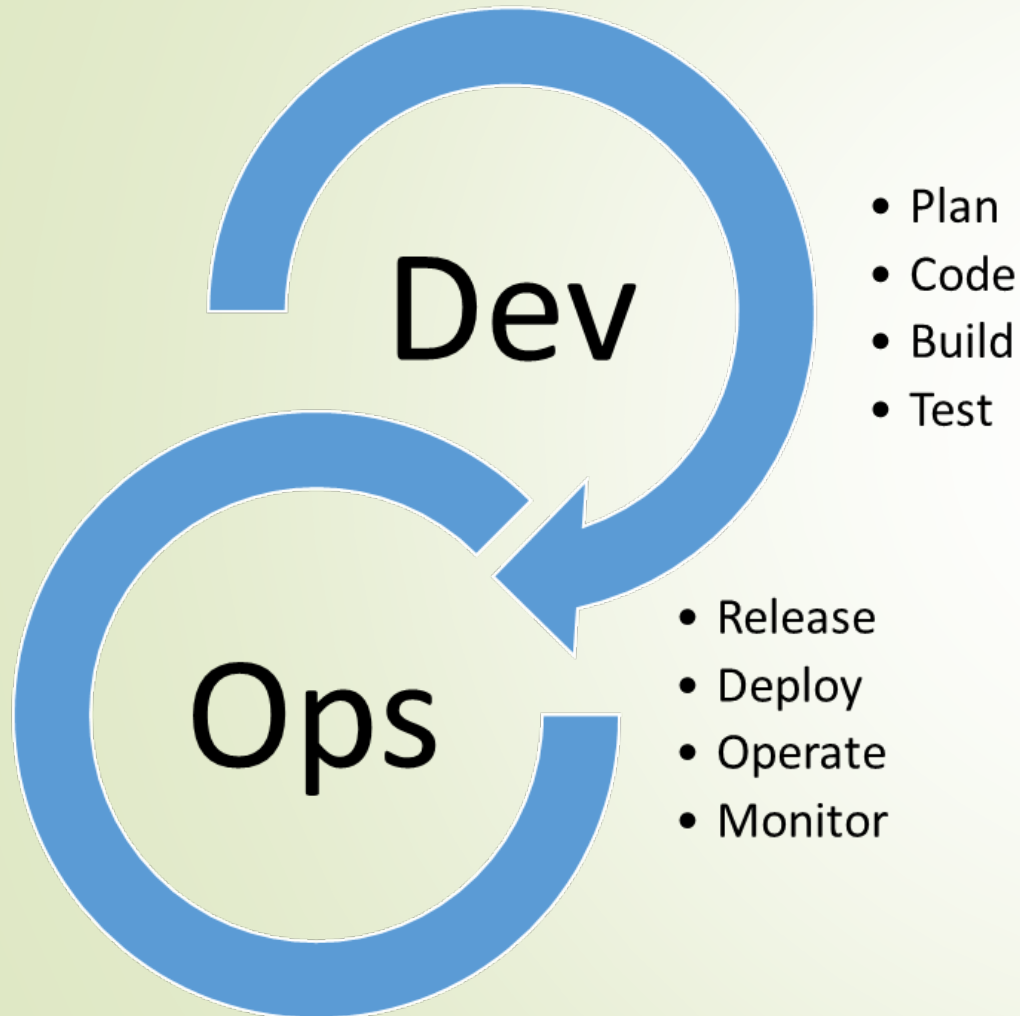 Dev
• Plan
• Code
• Build
• Test
Ops
• Release
• Deploy
• Operate
• Monitor